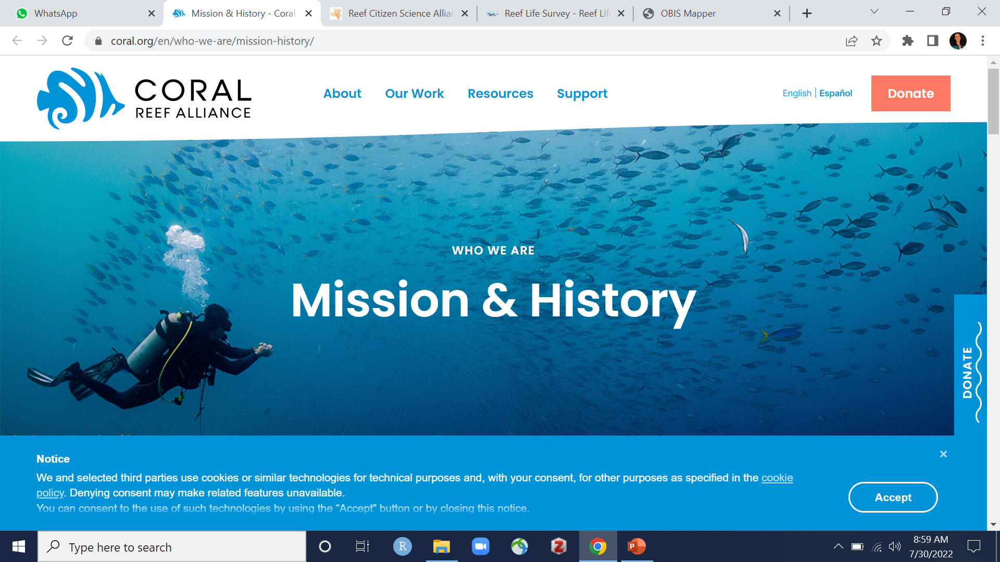 WhatsApp
Mission & History - Coral
Reef Citizen Science Allian
Reef Life Survey - Reef Life
OBIS Mapper
coral.org/en/who-we-are/mission-history/
CORAL
REEF ALLIANCE
About
Our Work
Resources
Support
English | Español
Donate
WHO WE ARE
Mission & History
DONATE
Notice
We and selected third parties use cookies or similar technologies for technical purposes and, with your consent, for other purposes as specified in the cookie
policy. Denying consent may make related features unavailable.
You can consent to the use of such technologies by using the “Accept” button or by closing this notice.
Accept
Type here to search
R
Z
P
8:59 AM
7/30/2022